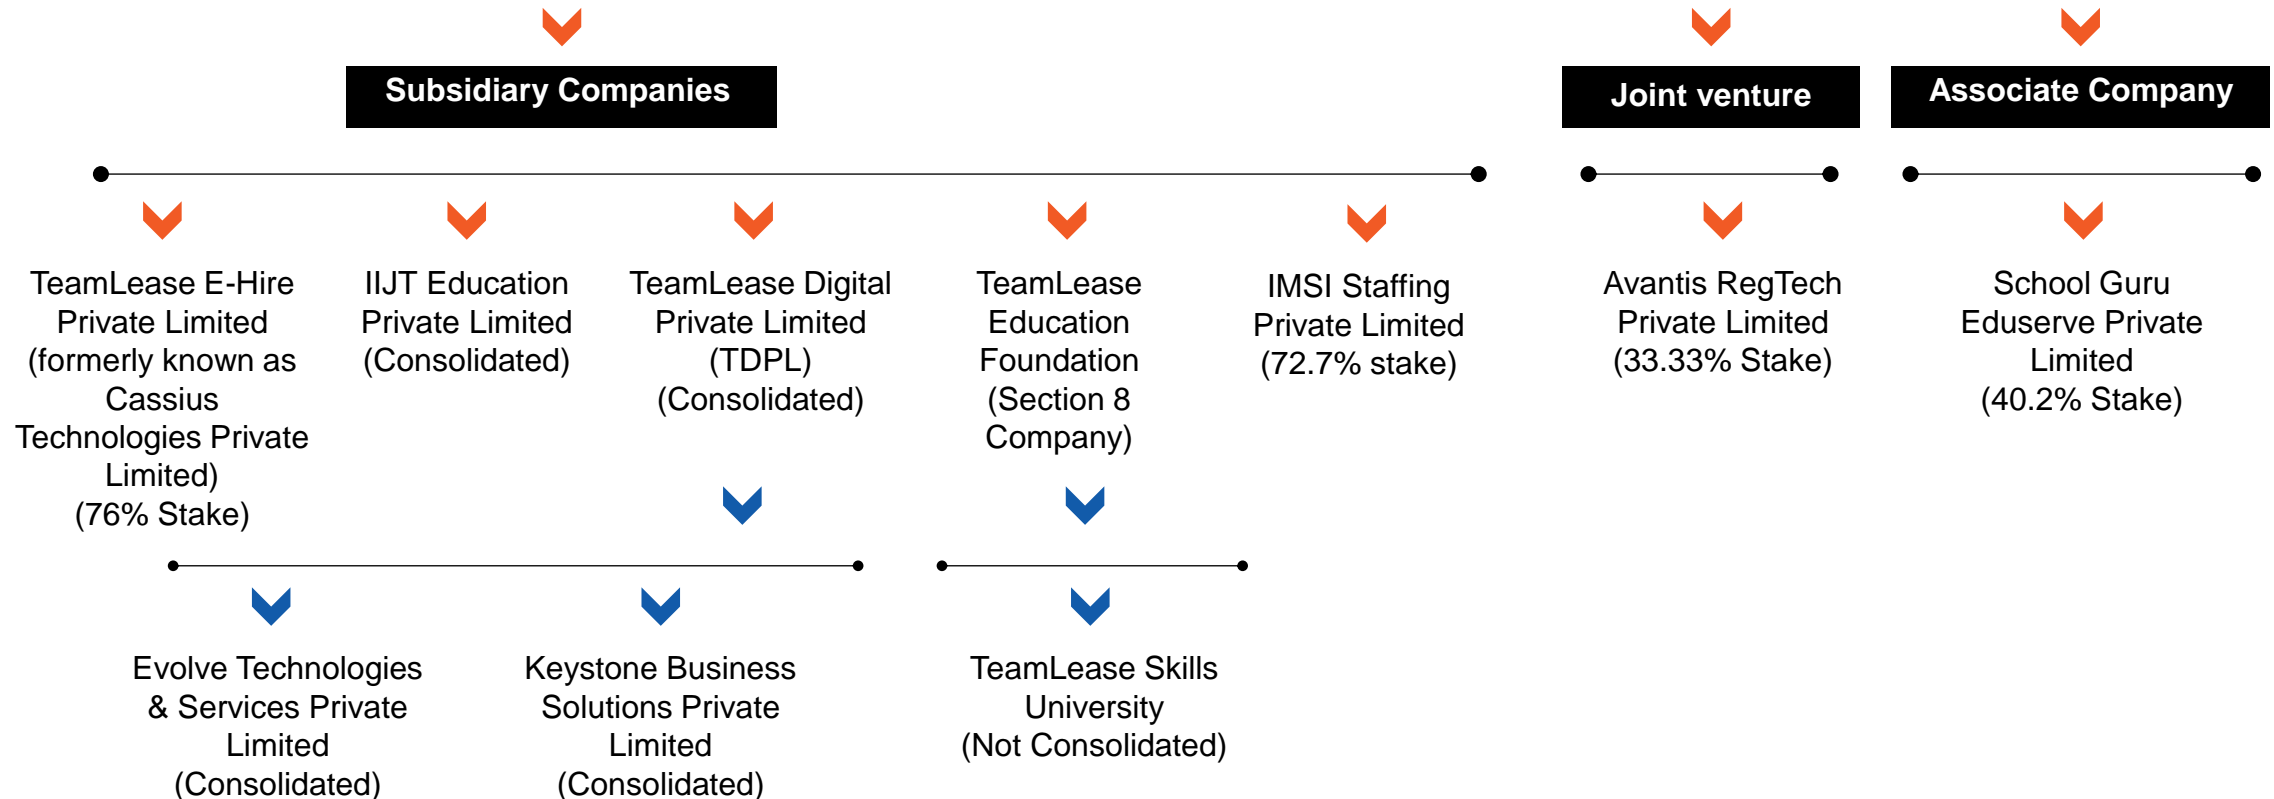 Subsidiary Companies
Joint venture
Associate Company
TeamLease E-Hire
Private Limited
(formerly known as
Cassius
Technologies Private
Limited)
(76% Stake)
IIJT Education
Private Limited
(Consolidated)
TeamLease Digital
Private Limited
(TDPL)
(Consolidated)
TeamLease
Education
Foundation
(Section 8
Company)
IMSI Staffing
Private Limited
(72.7% stake)
Avantis RegTech
Private Limited
(33.33% Stake)
School Guru
Eduserve Private
Limited
(40.2% Stake)
Evolve Technologies
& Services Private
Limited
(Consolidated)
Keystone Business
Solutions Private
Limited
(Consolidated)
TeamLease Skills
University
(Not Consolidated)